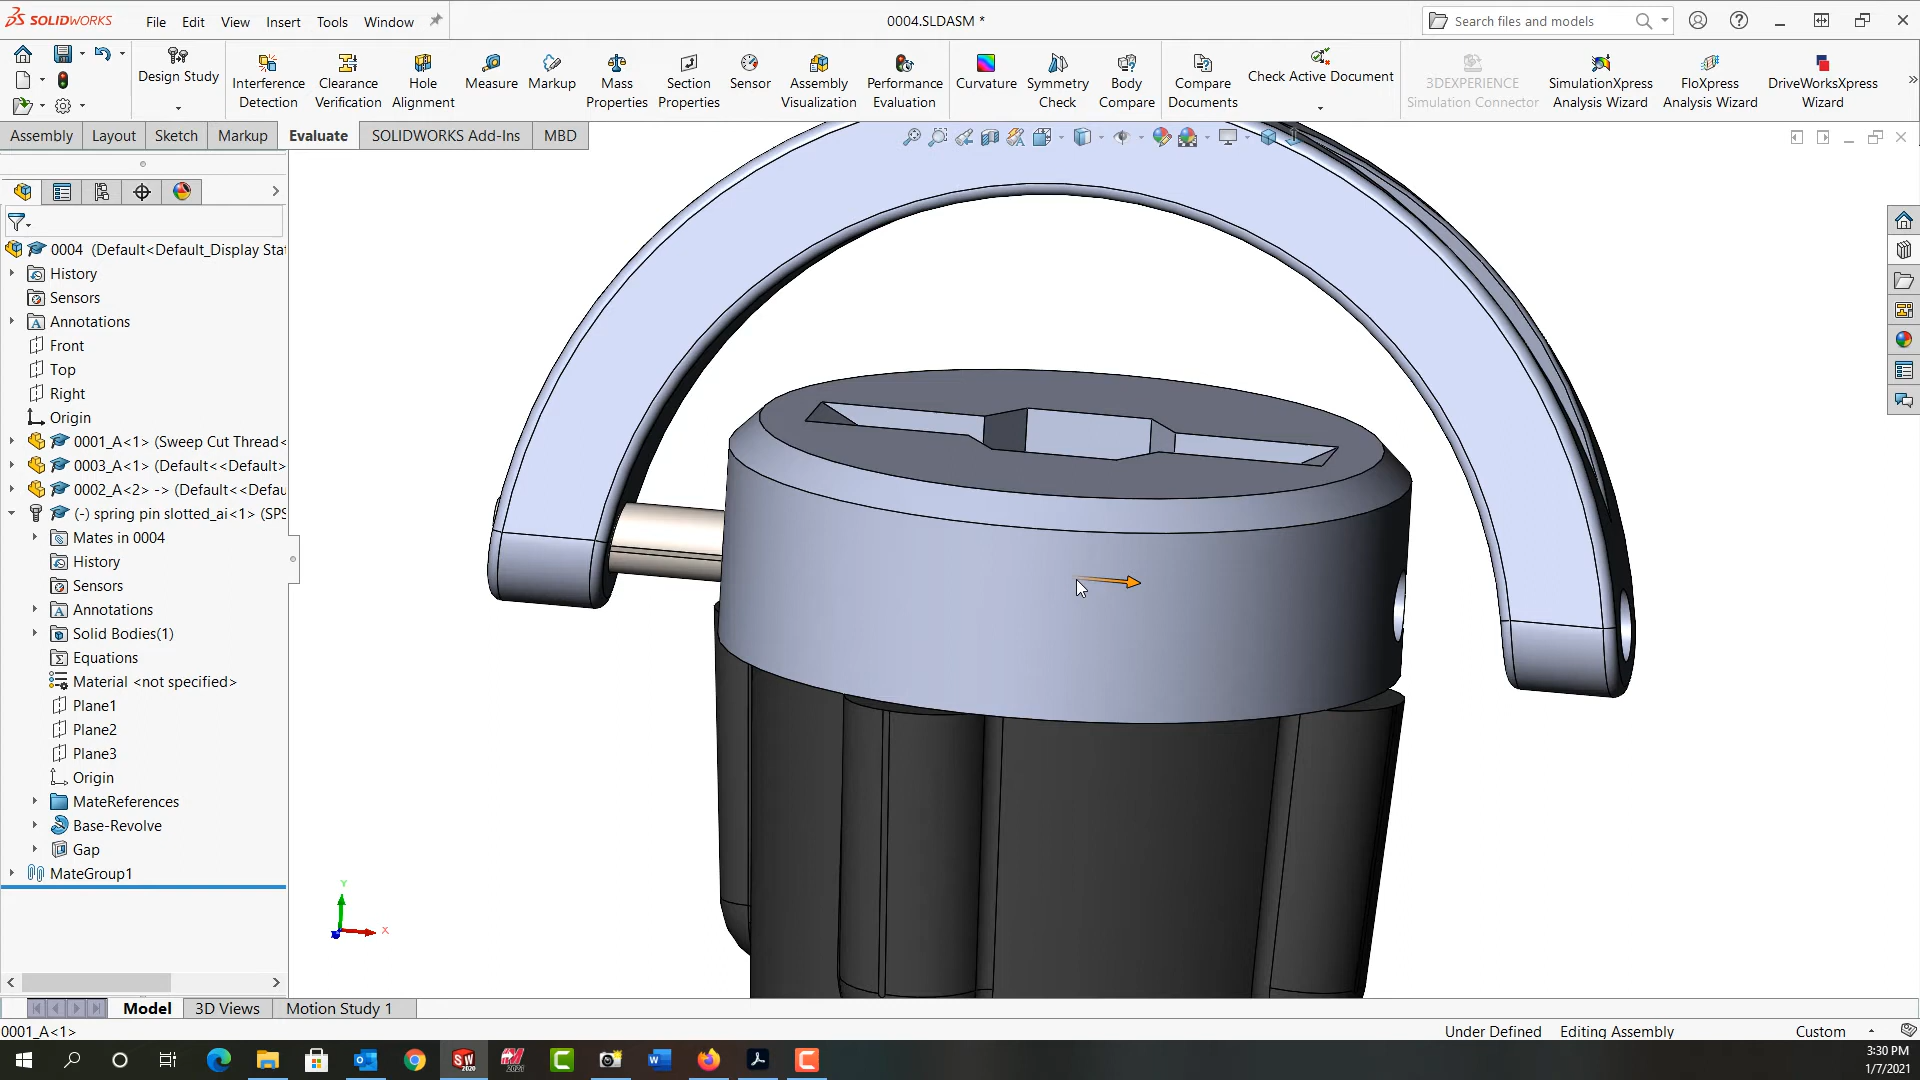 SOLIDWORKS
File Edit View Insert Tools Window
0004.SLDASM *
Search files and models
Design Study
Interference Detection
Clearance Verification
Hole Alignment
Measure
Markup
Mass Properties
Section Properties
Sensor
Assembly Visualization
Performance Evaluation
Curvature
Symmetry Check
Body Compare
Compare Documents
Check Active Document
3DEXPERIENCE Simulation Connector
SimulationXpress Analysis Wizard
FloXpress Analysis Wizard
DriveWorksXpress Wizard
Assembly Layout Sketch Markup Evaluate SOLIDWORKS Add-Ins MBD
0004 (Default<Default_Display Sta
History
Sensors
Annotations
Front
Top
Right
Origin
0001_A<1> (Sweep Cut Thread<
0003_A<1> (Default<<Default>
0002_A<2> -> (Default<<Defau
(-) spring pin slotted_ai<1> (SPS
Mates in 0004
History
Sensors
Annotations
Solid Bodies(1)
Equations
Material <not specified>
Plane1
Plane2
Plane3
Origin
MateReferences
Base-Revolve
Gap
MateGroup1
Y
X
Model 3D Views Motion Study 1
0001_A<1>
Under Defined Editing Assembly Custom
3:30 PM
1/7/2021